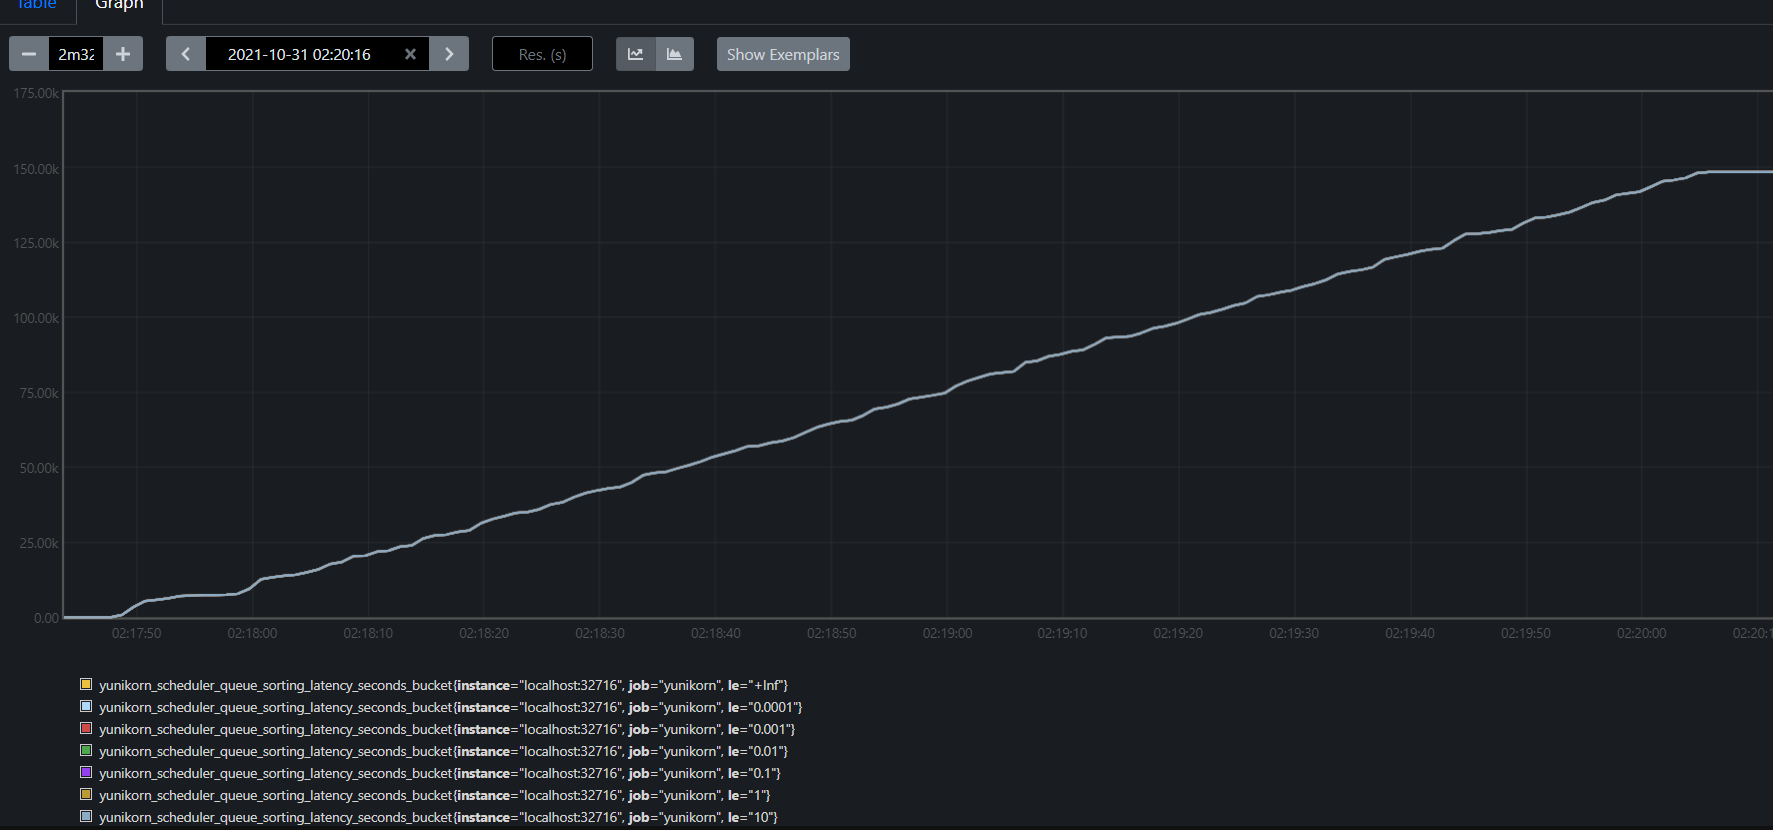 Table Graph
2m32 2021-10-31 02:20:16 Res. (s) Show Exemplars
175.00k
150.00k
125.00k
100.00k
75.00k
50.00k
25.00k
0.00
02:17:50 02:18:00 02:18:10 02:18:20 02:18:30 02:18:40 02:18:50 02:19:00 02:19:10 02:19:20 02:19:30 02:19:40 02:19:50 02:20:00 02:20:1
yunikorn_scheduler_queue_sorting_latency_seconds_bucket{instance="localhost:32716", job="yunikorn", le="+Inf"}
yunikorn_scheduler_queue_sorting_latency_seconds_bucket{instance="localhost:32716", job="yunikorn", le="0.0001"}
yunikorn_scheduler_queue_sorting_latency_seconds_bucket{instance="localhost:32716", job="yunikorn", le="0.001"}
yunikorn_scheduler_queue_sorting_latency_seconds_bucket{instance="localhost:32716", job="yunikorn", le="0.01"}
yunikorn_scheduler_queue_sorting_latency_seconds_bucket{instance="localhost:32716", job="yunikorn", le="0.1"}
yunikorn_scheduler_queue_sorting_latency_seconds_bucket{instance="localhost:32716", job="yunikorn", le="1"}
yunikorn_scheduler_queue_sorting_latency_seconds_bucket{instance="localhost:32716", job="yunikorn", le="10"}